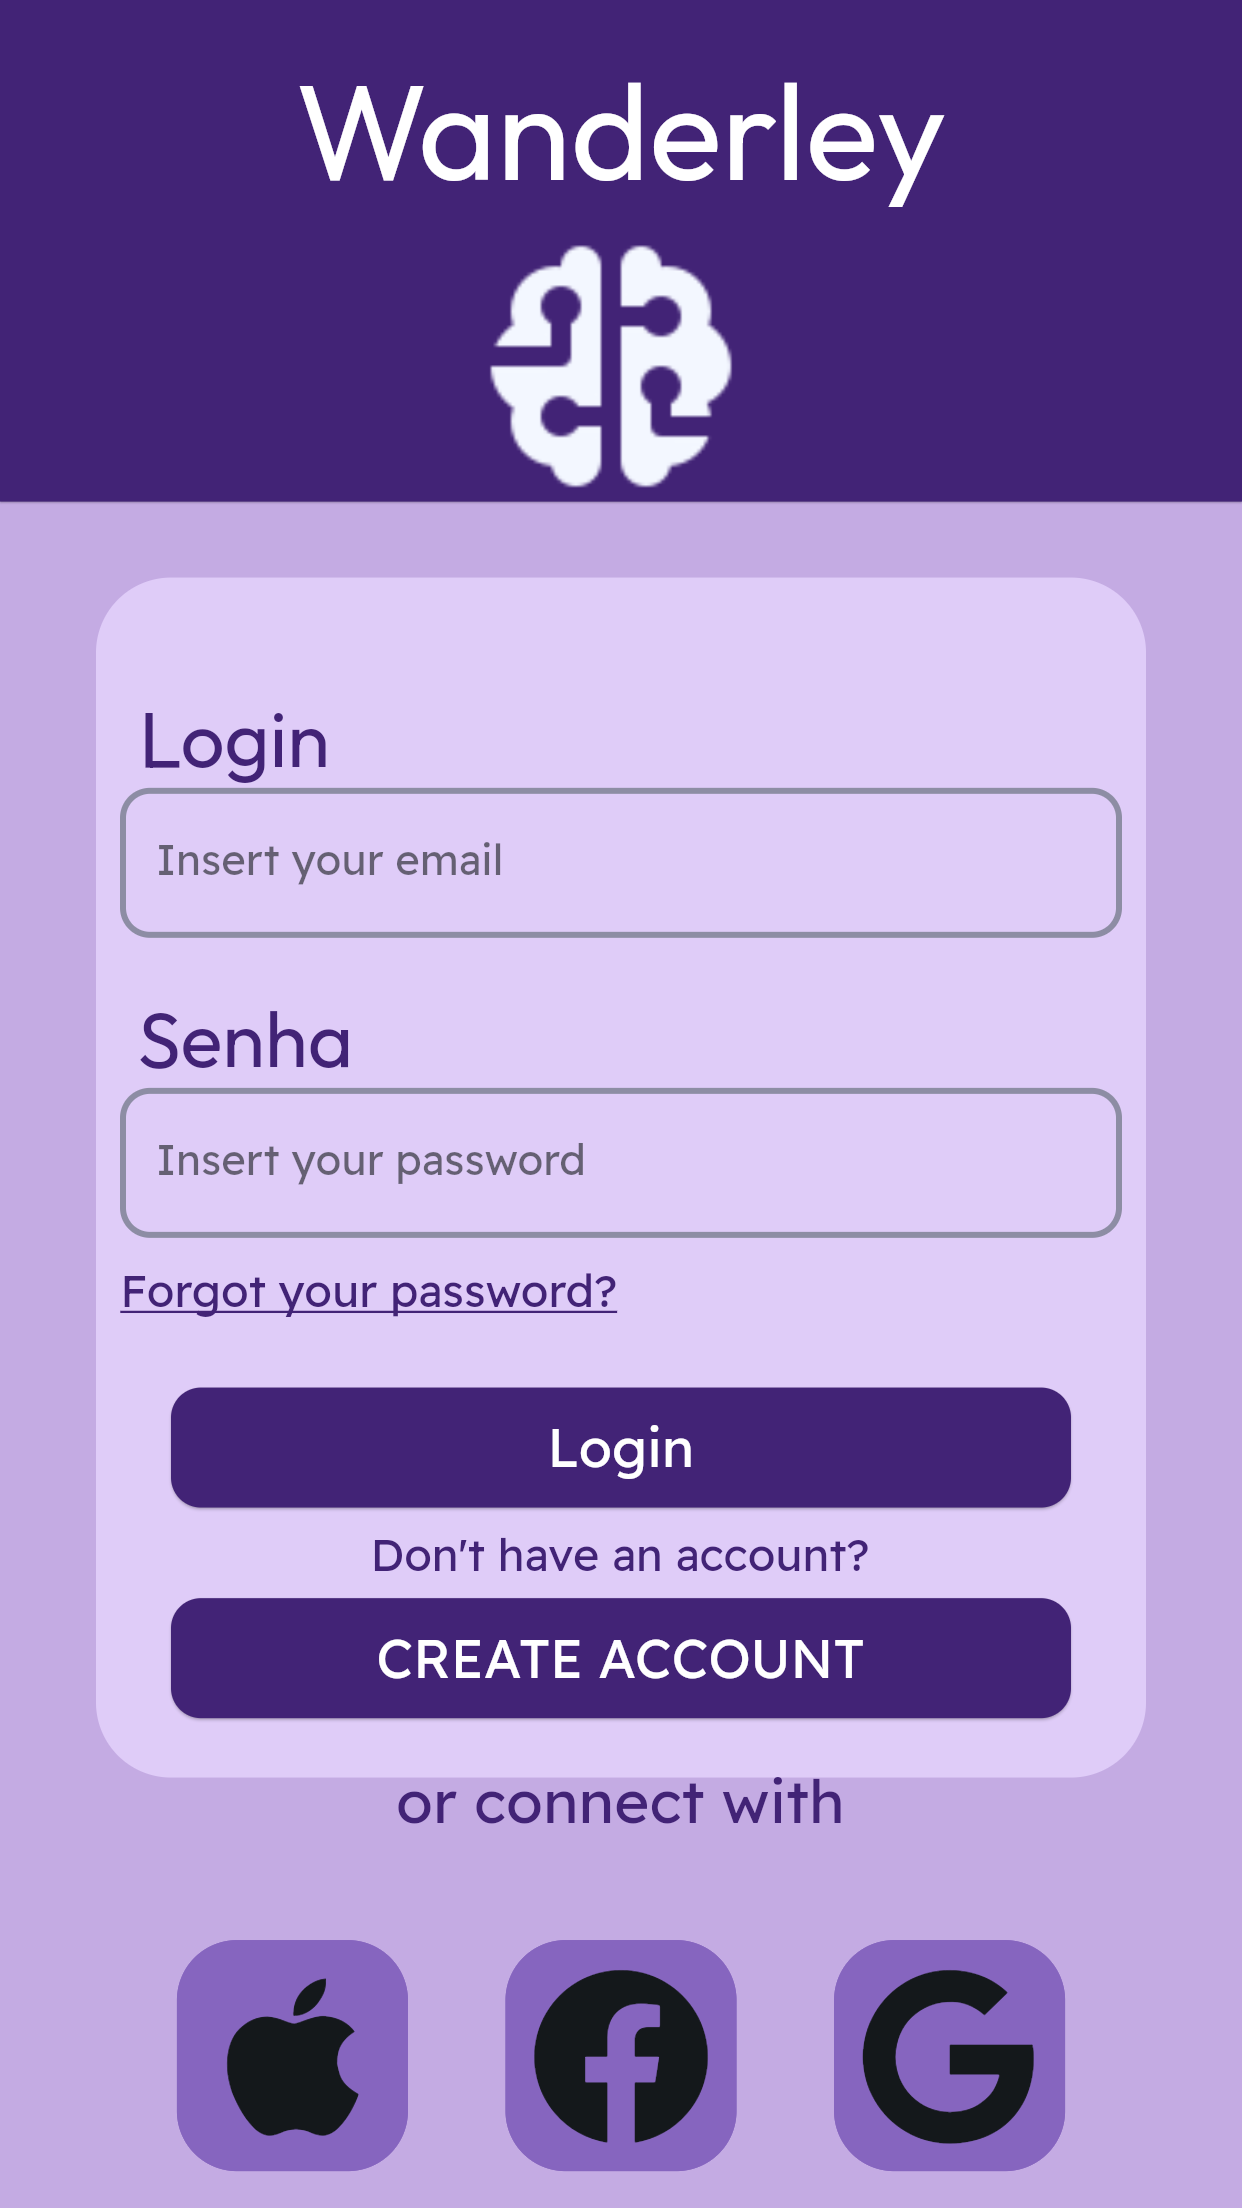 Wanderley
Login
Insert your email
Senha
Insert your password
Forgot your password?
Login
Don't have an account?
CREATE ACCOUNT
or connect with